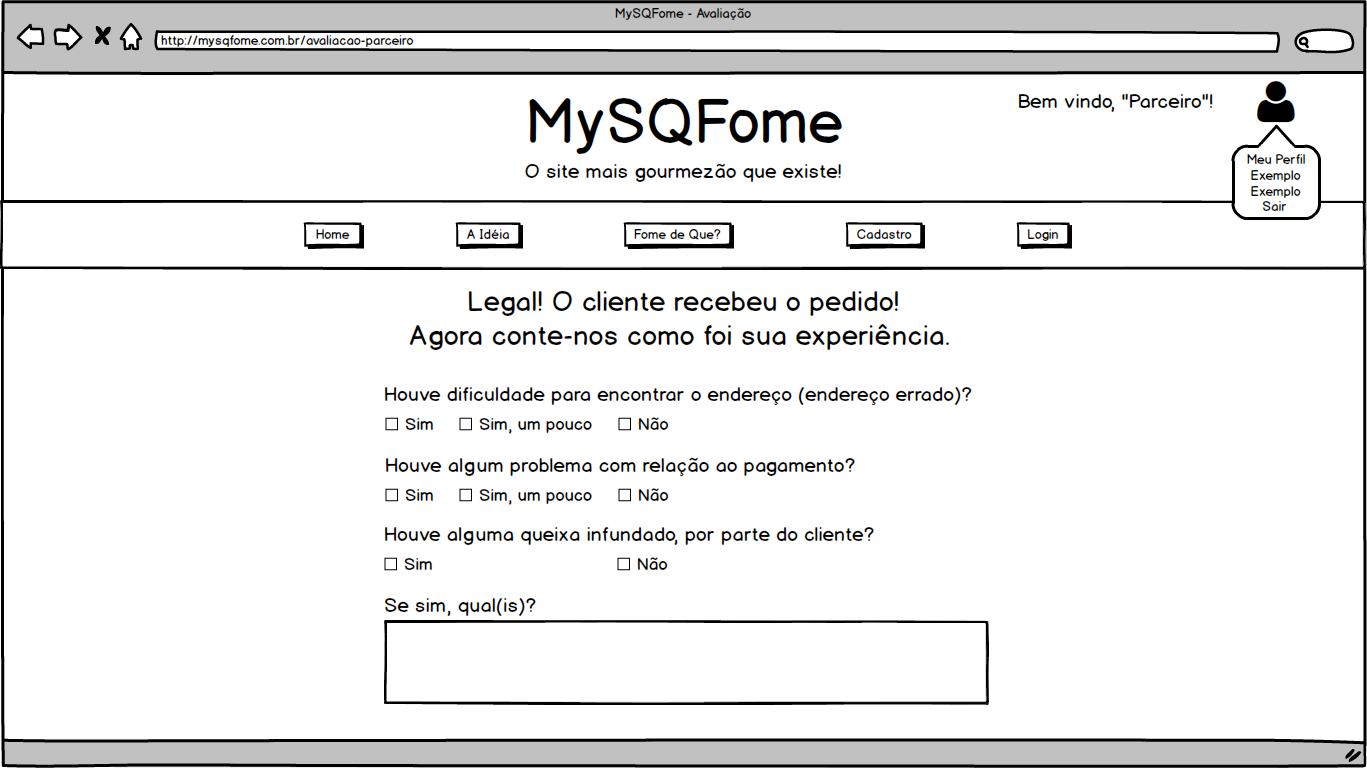 MySQFome - Avaliação
http://mysqfome.com.br/avaliacao-parceiro
MySQFome
Bem vindo, "Parceiro"!
O site mais gourmezão que existe!
Meu Perfil
Exemplo
Exemplo
Sair
Home A Idéia Fome de Que? Cadastro Login
Legal! O cliente recebeu o pedido!
Agora conte-nos como foi sua experiência.
Houve dificuldade para encontrar o endereço (endereço errado)?
Sim Sim, um pouco Não
Houve algum problema com relação ao pagamento?
Sim Sim, um pouco Não
Houve alguma queixa infundado, por parte do cliente?
Sim Não
Se sim, qual(is)?